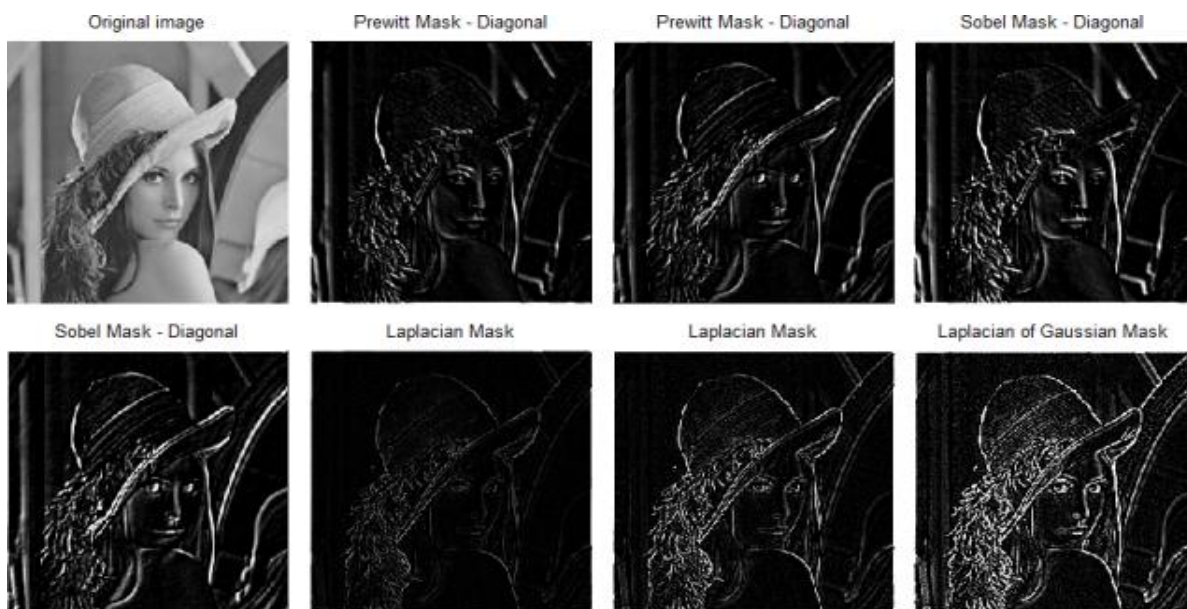 Original image
Prewitt Mask - Diagonal
Prewitt Mask - Diagonal
Sobel Mask - Diagonal
Sobel Mask - Diagonal
Laplacian Mask
Laplacian Mask
Laplacian of Gaussian Mask